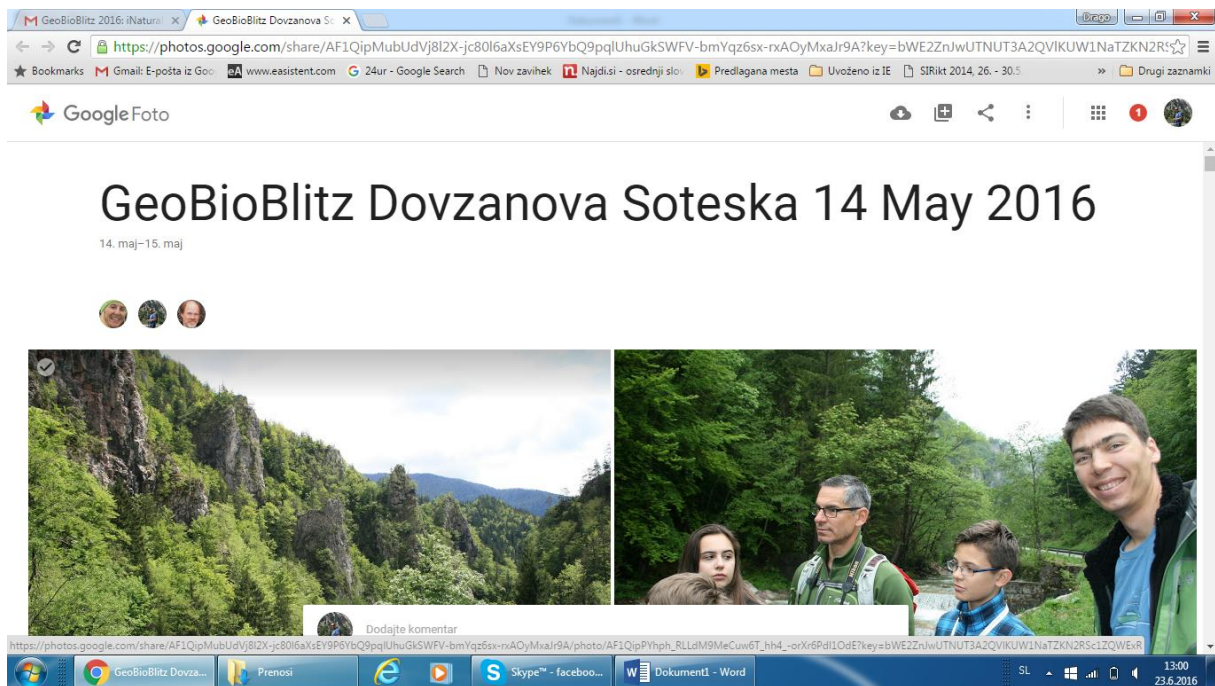 GeoBioBlitz 2016: iNatural
GeoBioBlitz Dovzanova So
Drago
https://photos.google.com/share/AF1QipMubUdVj8l2X-jc80l6aXsEY9P6YbQ9pqlUhuGkSWFV-bmYqz6sx-rxAOyMxaJr9A?key=bWE2ZnJwUTNUT3A2QVlKUW1NaTZKN2R
Bookmarks Gmail: E-pošta iz Goo eA www.easistent.com 24ur - Google Search Nov zavihek Najdi.si - osrednji slov Predlagana mesta Uvoženo iz IE SIRikt 2014, 26. - 30.5. » Drugi zaznamki
Google Foto
1
GeoBioBlitz Dovzanova Soteska 14 May 2016
14. maj–15. maj
Dodajte komentar
https://photos.google.com/share/AF1QipMubUdVj8l2X-jc80l6aXsEY9P6YbQ9pqlUhuGkSWFV-bmYqz6sx-rxAOyMxaJr9A/photo/AF1QipPYhph_RLLdM9MeCuw6T_hh4_-orXr6PdI1OdE?key=bWE2ZnJwUTNUT3A2QVlKUW1NaTZKN2RSc1ZQWExR
GeoBioBlitz Dovza... Prenosi Skype™ - faceboo... Dokument1 - Word SL 13:00
23.6.2016